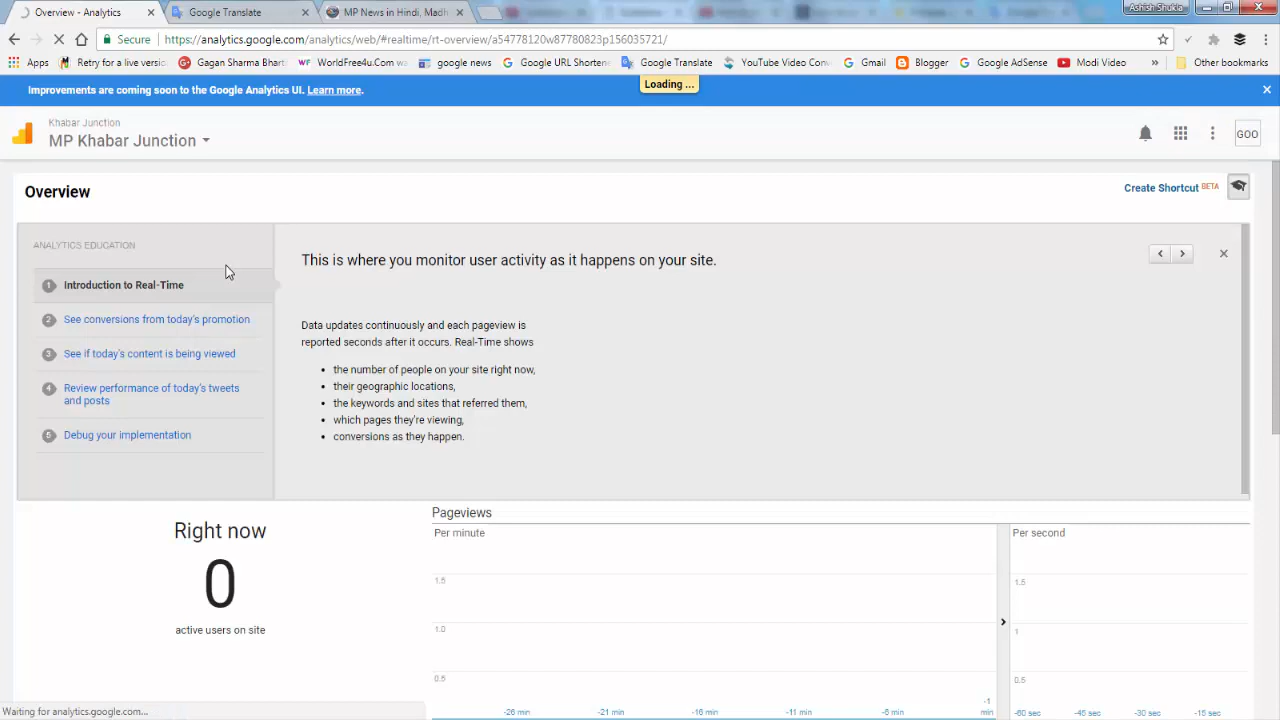 Overview - Analytics
Google Translate
MP News in Hindi, Madh
Ashish Shukla
Secure
https://analytics.google.com/analytics/web/#realtime/rt-overview/a54778120w87780823p156035721/
Apps
Retry for a live versio
Gagan Sharma Bharti
WorldFree4u.Com wa
google news
Google URL Shortene
Google Translate
YouTube Video Conv
Gmail
Blogger
Google AdSense
Modi Video
»
Other bookmarks
Improvements are coming soon to the Google Analytics UI. Learn more.
Loading ...
Khabar Junction
MP Khabar Junction
GOO
Overview
Create Shortcut BETA
ANALYTICS EDUCATION
This is where you monitor user activity as it happens on your site.
1 Introduction to Real-Time
2 See conversions from today's promotion
3 See if today's content is being viewed
4 Review performance of today's tweets
and posts
5 Debug your implementation
Data updates continuously and each pageview is
reported seconds after it occurs. Real-Time shows
• the number of people on your site right now,
• their geographic locations,
• the keywords and sites that referred them,
• which pages they're viewing,
• conversions as they happen.
Right now
0
active users on site
Pageviews
Per minute
1.5
1.0
0.5
-26 min
-21 min
-16 min
-11 min
-6 min
-1
min
Per second
1.5
1
0.5
-60 sec
-45 sec
-30 sec
-15 sec
Waiting for analytics.google.com...